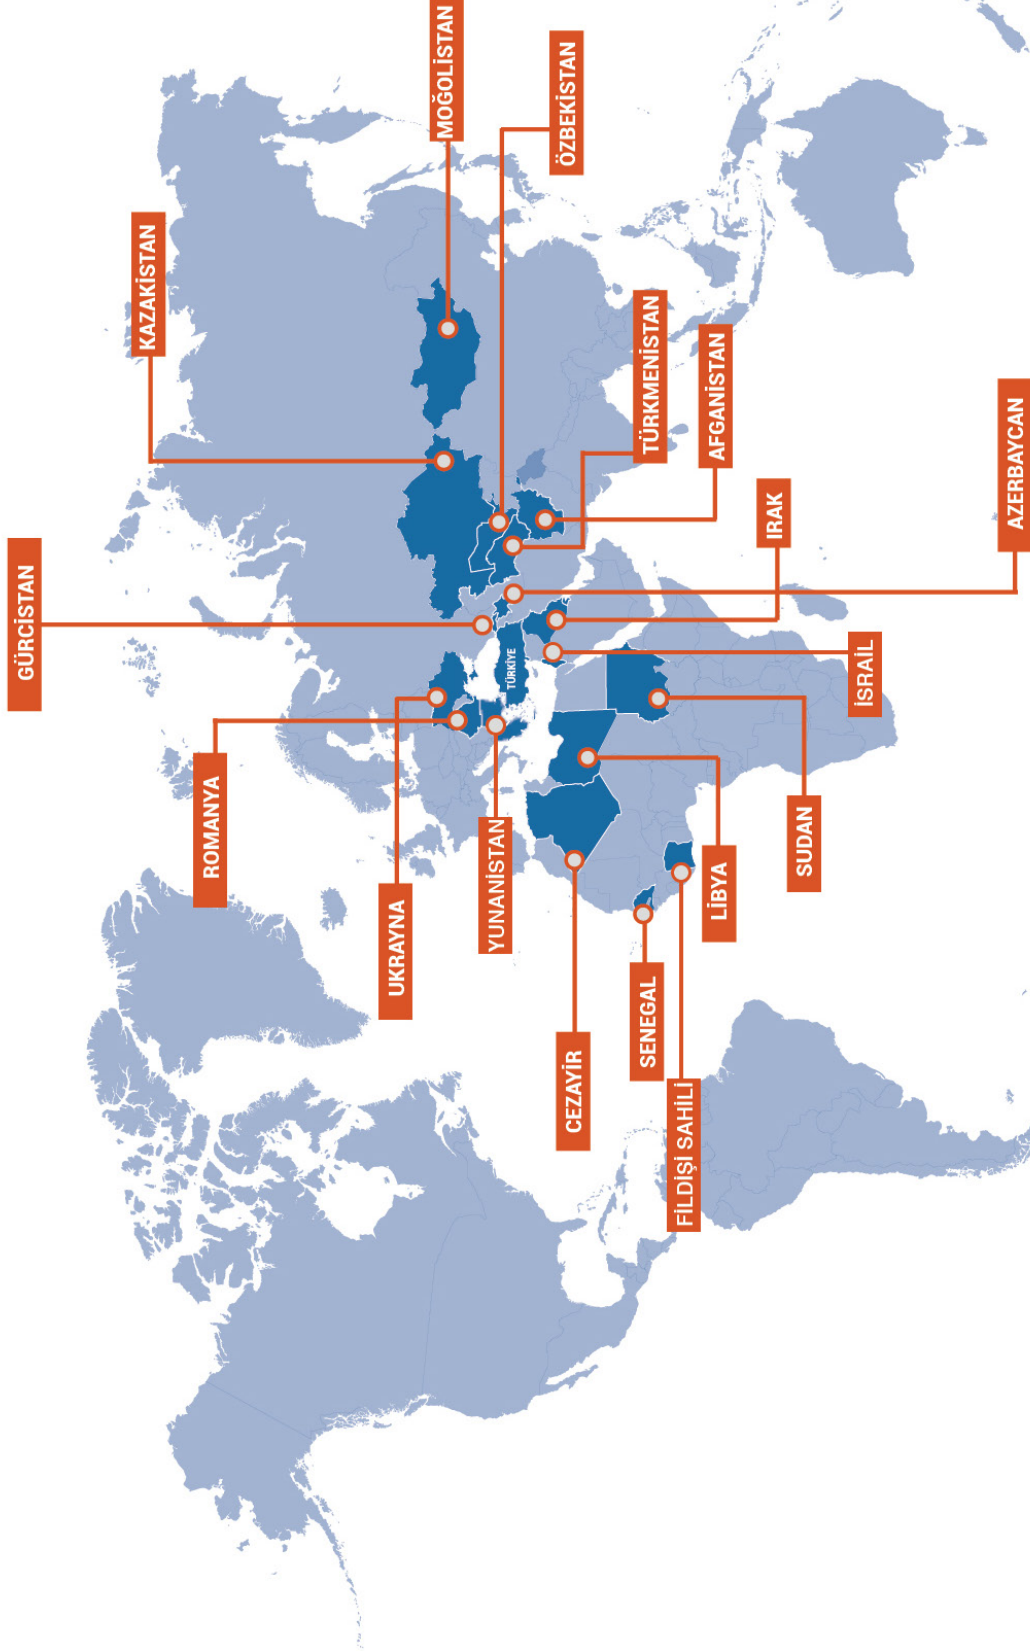 GÜRCİSTAN
KAZAKİSTAN
ROMANYA
UKRAYNA
MOĞOLİSTAN
YUNANİSTAN
TÜRKİYE
ÖZBEKİSTAN
CEZAYİR
TÜRKMENİSTAN
SENEGAL
FİLDİŞİ SAHİLİ
AFGANİSTAN
LİBYA
IRAK
SUDAN
İSRAİL
AZERBAYCAN